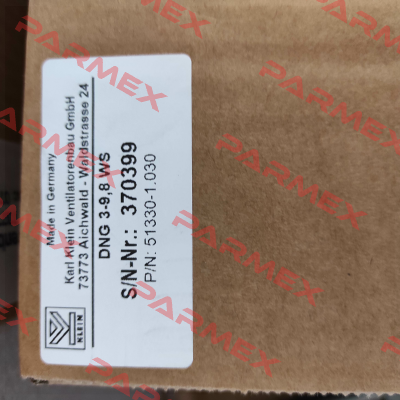 Made in Germany
Karl Klein Ventilatorenbau GmbH
73773 Aichwald - Waldstrasse 24
DNG 3-9,8 WS
S/N-Nr.: 370399
P/N: 51330-1.030
KLEIN
PARMEX
PARMEX
PARMEX
PARMEX
PARMEX